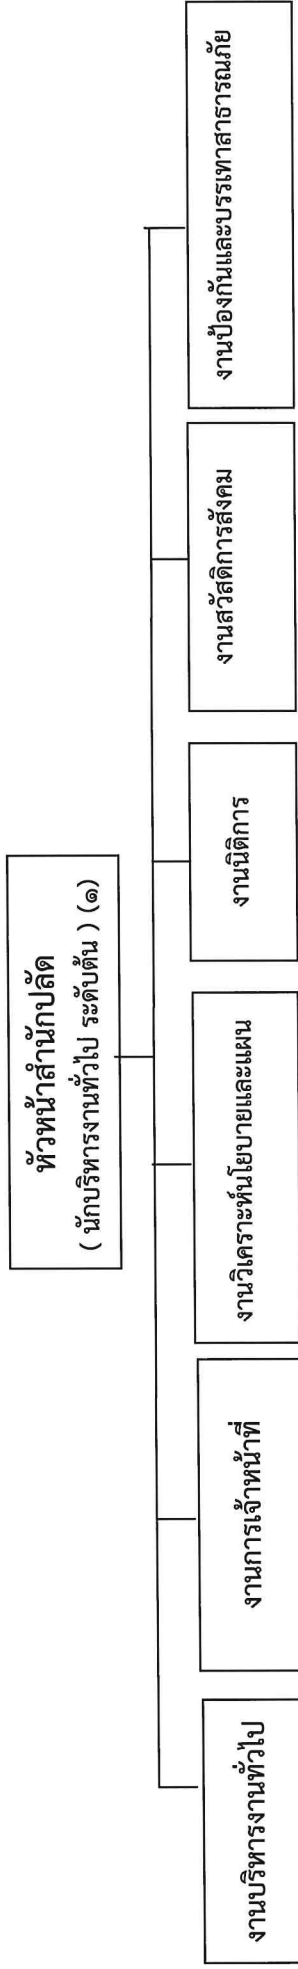 หัวหน้าสำนักปลัด
( นักบริหารงานทั่วไป ระดับต้น ) (๑)
งานบริหารงานทั่วไป
งานการเจ้าหน้าที่
งานวิเคราะห์นโยบายและแผน
งานนิติการ
งานสวัสดิการสังคม
งานป้องกันและบรรเทาสาธารณภัย